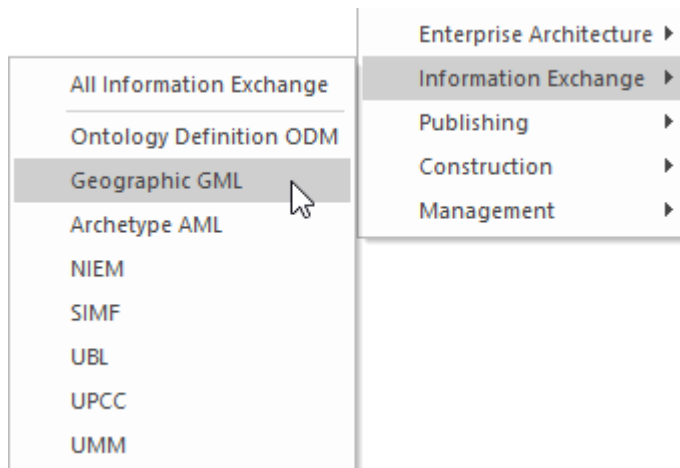 Enterprise Architecture
Information Exchange
Publishing
Construction
Management
All Information Exchange
Ontology Definition ODM
Geographic GML
Archetype AML
NIEM
SIMF
UBL
UPCC
UMM